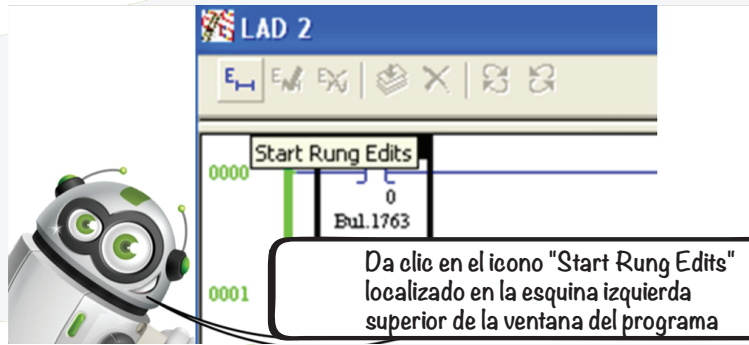 LAD 2
Start Rung Edits
0000
0
Bul.1763
0001
Da clic en el icono "Start Rung Edits"
localizado en la esquina izquierda
superior de la ventana del programa